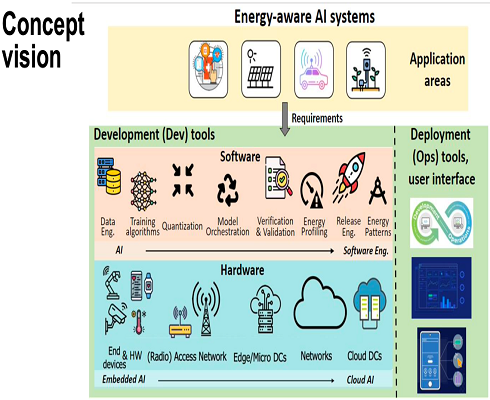 Concept
vision
Energy-aware AI systems
Application
areas
Requirements
Development (Dev) tools
Software
Data
Eng.
Training
algorithms
Quantization
Model
Orchestration
Verification
& Validation
Energy
Profiling
Release
Eng.
Energy
Patterns
AI
Software Eng.
Hardware
End
devices
& HW
(Radio) Access Network
Edge/Micro DCs
Networks
Cloud DCs
Embedded AI
Cloud AI
Deployment
(Ops) tools,
user interface
Development
Operations